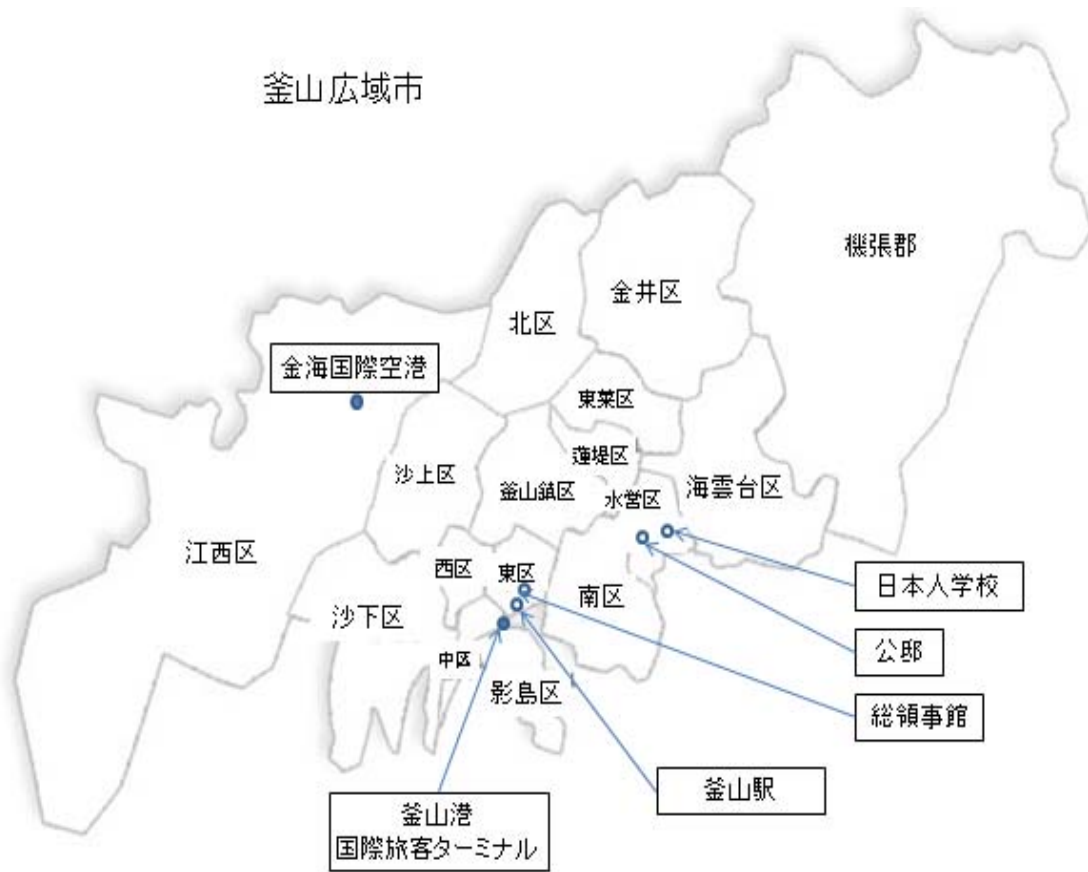 釜山広域市
機張郡
金井区
北区
金海国際空港
東莱区
蓮堤区
沙上区
釜山鎮区
水営区
海雲台区
江西区
西区
東区
南区
日本人学校
沙下区
公邸
中区
影島区
総領事館
釜山駅
釜山港
国際旅客ターミナル